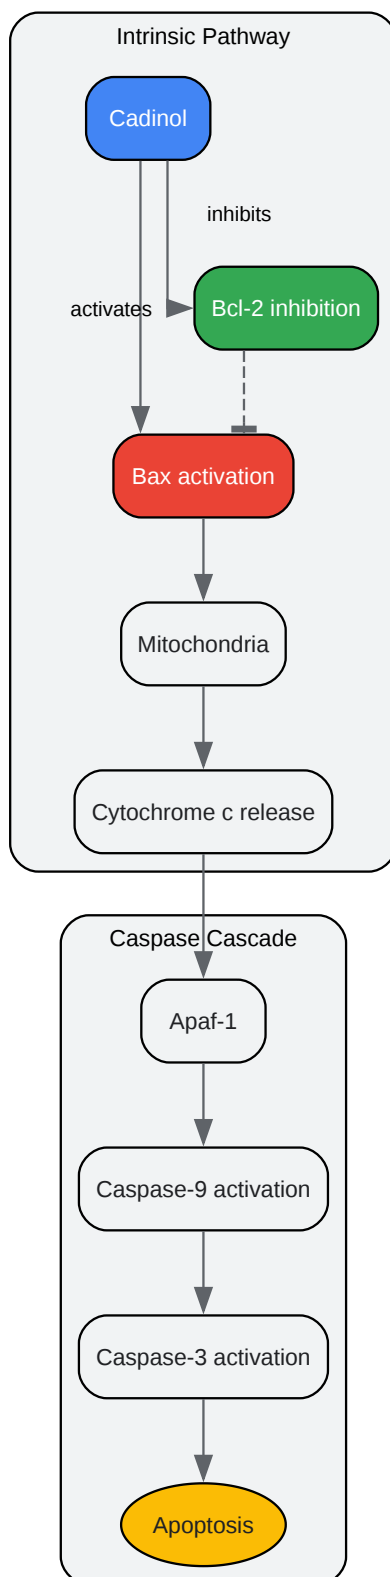 Intrinsic Pathway
Cadinol
inhibits
Bcl-2 inhibition
activates
Bax activation
Mitochondria
Cytochrome c release
Caspase Cascade
Apaf-1
Caspase-9 activation
Caspase-3 activation
Apoptosis